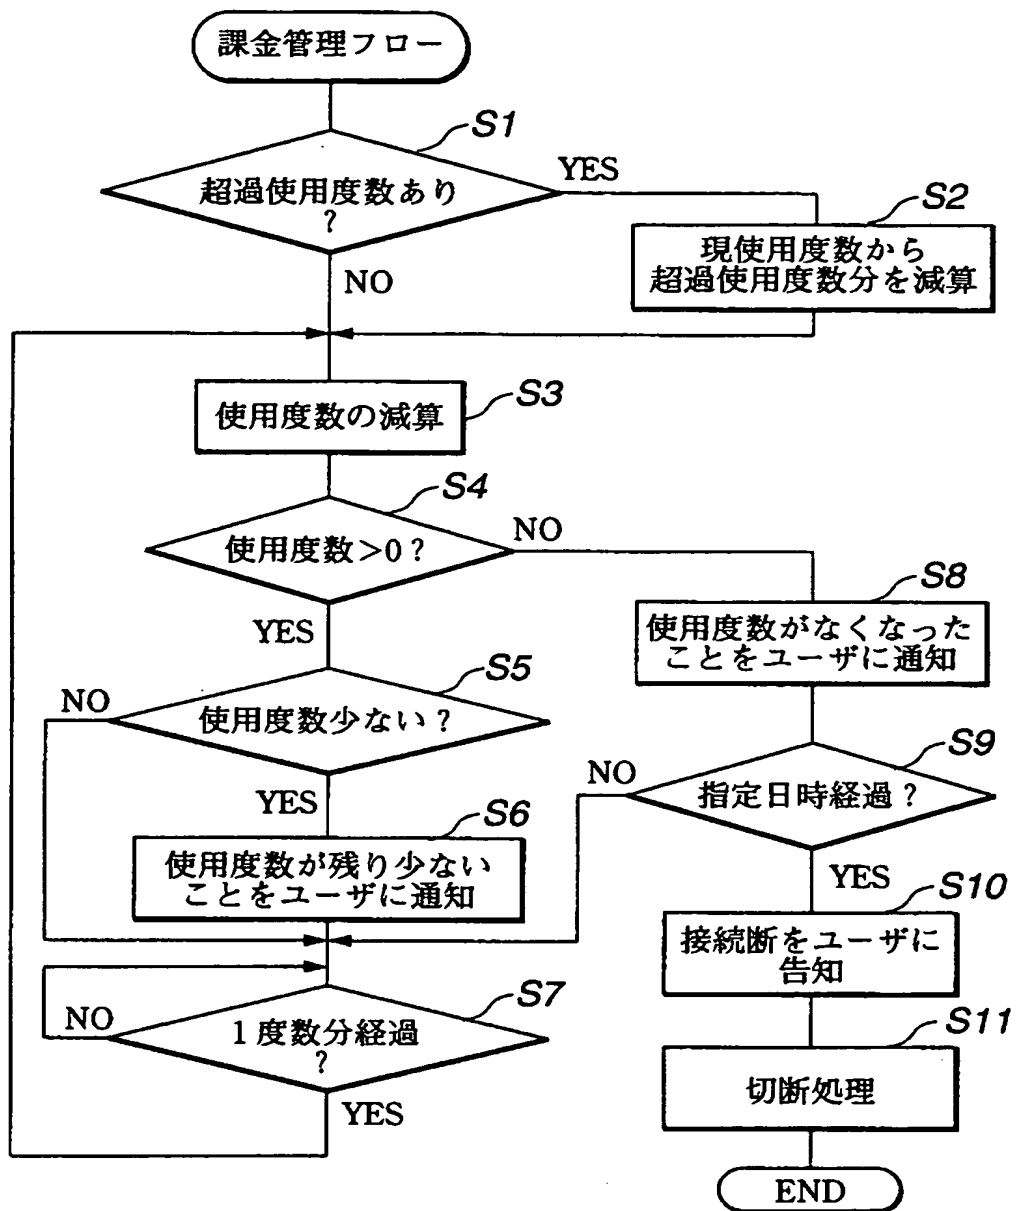 課金管理フロー
S1
超過使用度数あり
?
YES
NO
S2
現使用度数から
超過使用度数分を減算
S3
使用度数の減算
S4
使用度数>0?
NO
YES
S8
使用度数がなくなった
ことをユーザに通知
S5
使用度数少ない?
NO
YES
S9
指定日時経過?
NO
YES
S6
使用度数が残り少ない
ことをユーザに通知
S10
接続断をユーザに
告知
S7
1度数分経過
?
NO
YES
S11
切断処理
END